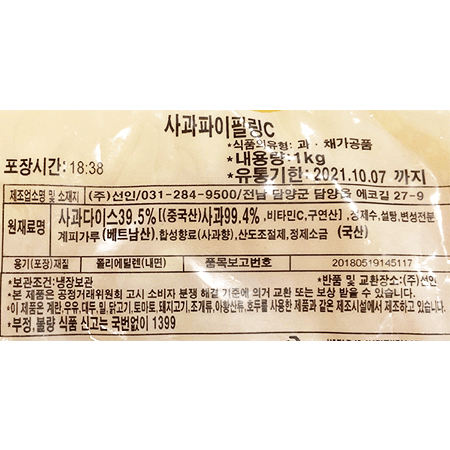 사과파이필링C
*식품의유형: 과·채가공품
*내용량:1kg
포장시간:18:38
*유통기한:2021.10.07 까지
제조업소명 및 소재지 (주)선인/031-284-9500/전남 담양군 담양읍 에코길 27-9
원재료명 사과다이스39.5%[(중국산)사과99.4%,비타민C,구연산],정제수,설탕,변성전분
계피가루(베트남산),합성향료(사과향),산도조절제,정제소금 (국산)
용기(포장)재질 폴리에틸렌(내면) 품목보고번호 20180519145117
*보관조건:냉장보관 *반품 및 교환장소:(주)선인
*본 제품은 공정거래위원회 고시 소비자 분쟁 해결 기준에 의거 교환 또는 보상 받을 수 있습니다.
*이 제품은 계란,우유,대두,밀,닭고기,토마토,돼지고기,조개류,아황산류,호두를 사용한 제품과 같은 제조시설에서 제조하고 있습니다.
*부정·불량 식품 신고는 국번없이 1399